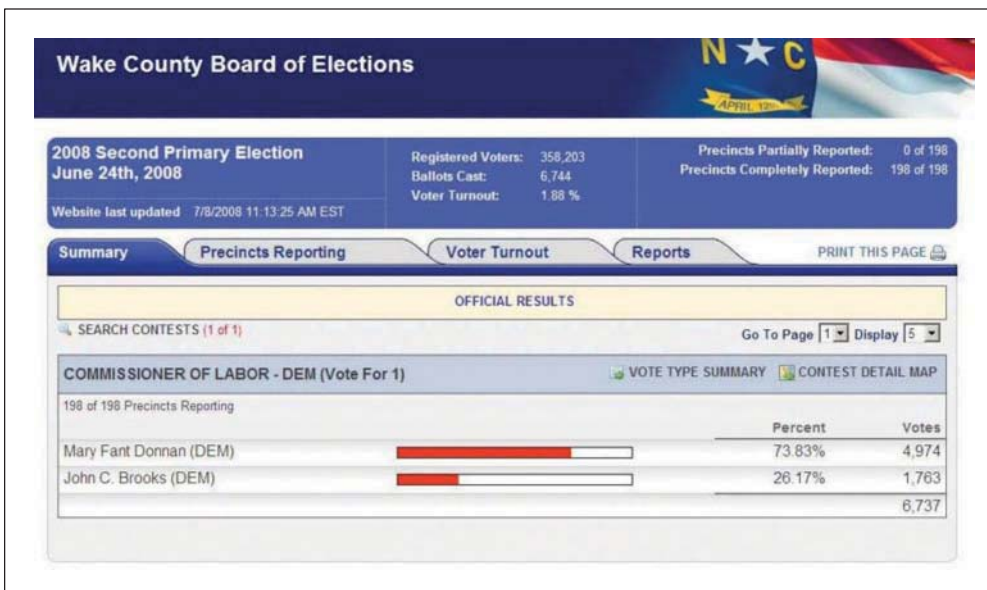 Wake County Board of Elections
N ★ C
APRIL 12
2008 Second Primary Election
June 24th, 2008
Website last updated 7/8/2008 11:13:25 AM EST
Registered Voters: 358,203
Ballots Cast: 6,744
Voter Turnout: 1.88 %
Precincts Partially Reported: 0 of 198
Precincts Completely Reported: 198 of 198
Summary Precincts Reporting Voter Turnout Reports PRINT THIS PAGE
OFFICIAL RESULTS
SEARCH CONTESTS (1 of 1) Go To Page 1 Display 5
COMMISSIONER OF LABOR - DEM (Vote For 1) VOTE TYPE SUMMARY CONTEST DETAIL MAP
198 of 198 Precincts Reporting
Percent Votes
Mary Fant Donnan (DEM) 73.83% 4,974
John C. Brooks (DEM) 26.17% 1,763
6,737